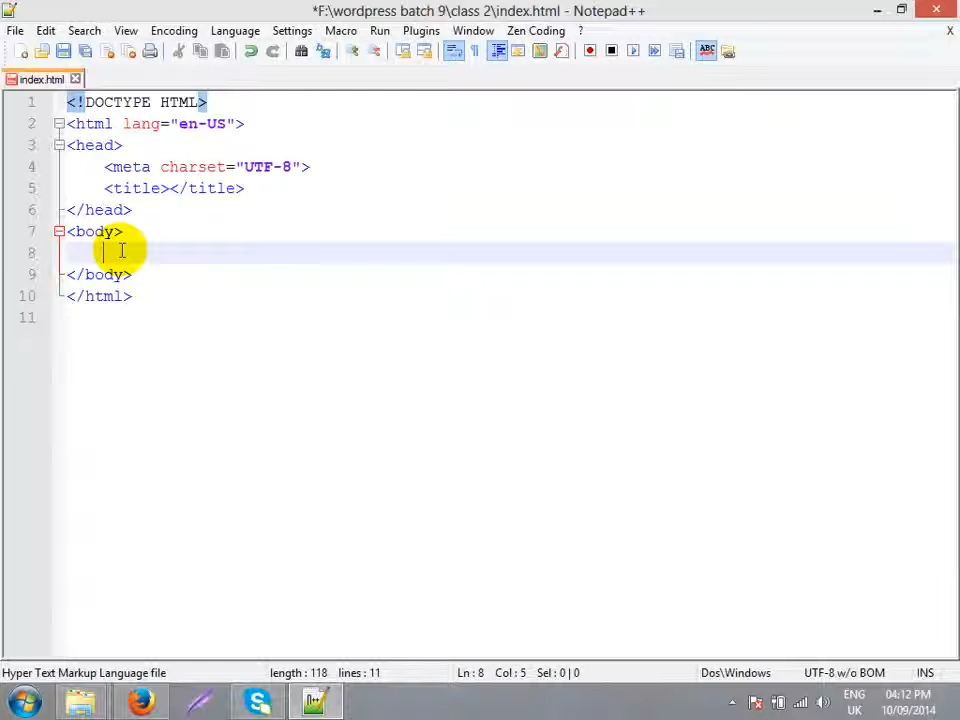 *F:\wordpress batch 9\class 2\index.html - Notepad++
File Edit Search View Encoding Language Settings Macro Run Plugins Window Zen Coding ? X
index.html
1 <!DOCTYPE HTML>
2 <html lang="en-US">
3 <head>
4 <meta charset="UTF-8">
5 <title></title>
6 </head>
7 <body>
8
9 </body>
10 </html>
11
Hyper Text Markup Language file length : 118 lines : 11 Ln : 8 Col : 5 Sel : 0 | 0 Dos\Windows UTF-8 w/o BOM INS
ENG 04:12 PM
UK 10/09/2014